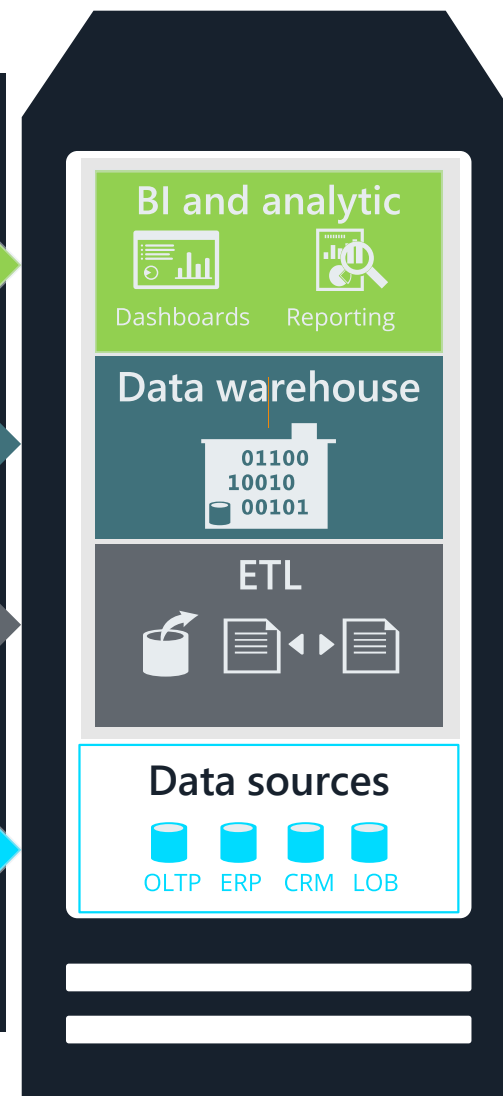 BI and analytic
Dashboards Reporting
Data warehouse
01100
10010
00101
ETL
Data sources
OLTP ERP CRM LOB